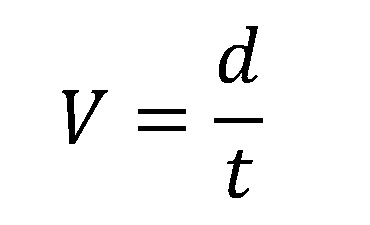 V = d/t